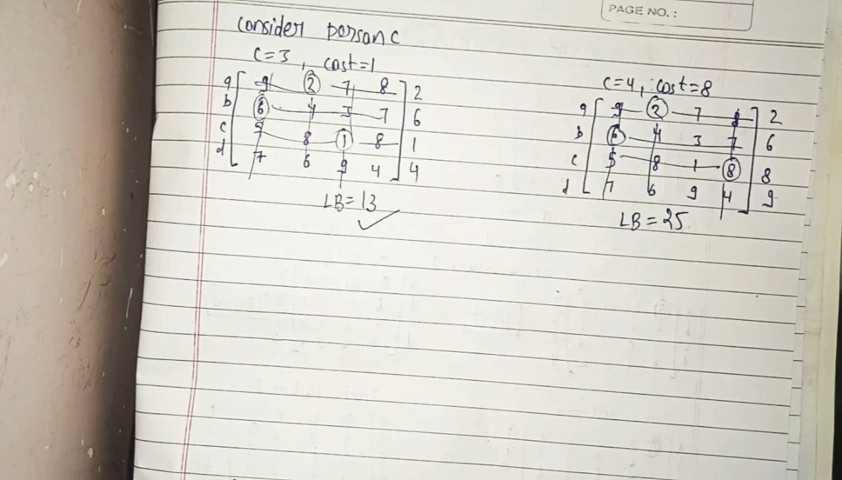 PAGE NO. :
Consider person c
c=3, cost=1
a 9 2 7 8 2
b 6 4 3 7 6
c 5 8 1 8 1
d 7 6 9 4 4
LB=13
c=4, cost=8
a 9 2 7 8 2
b 6 4 3 7 6
c 5 8 1 8 8
d 7 6 9 4 9
LB=25